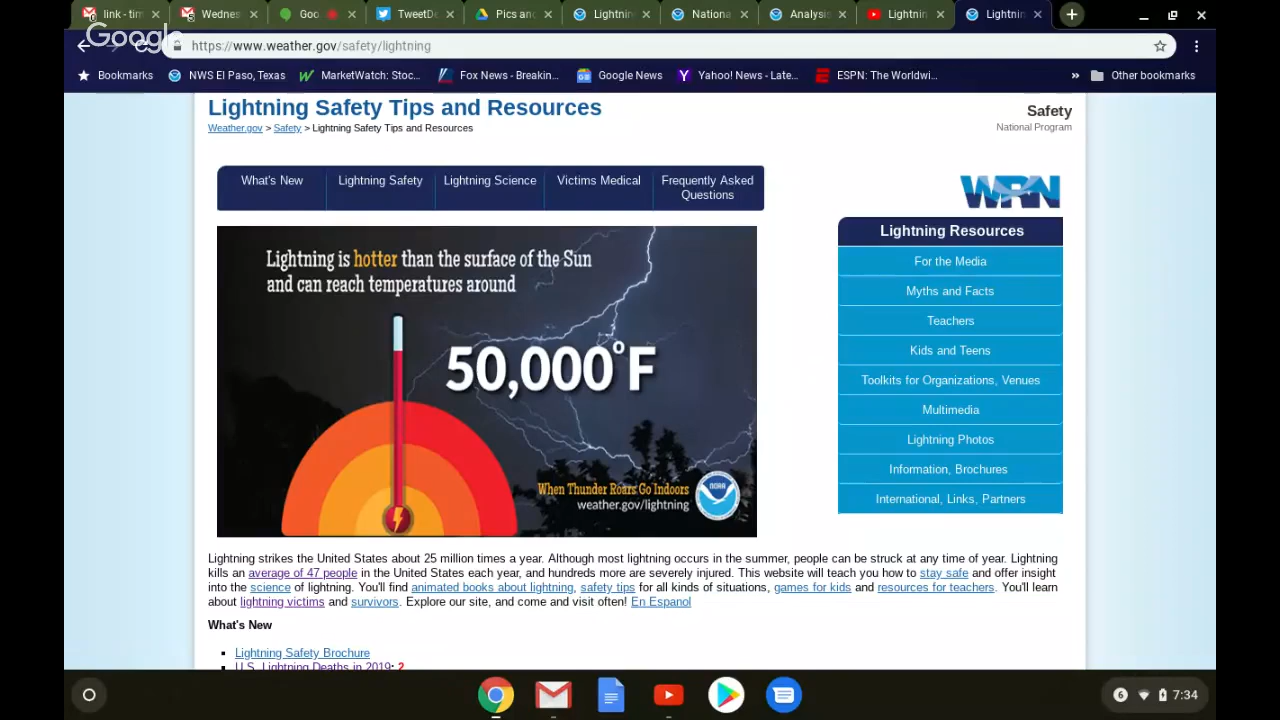 link - tim
Wednes
Goo
TweetDe
Pics and
Lightnin
Nationa
Analysis
Lightnin
Lightnin
Google
https://www.weather.gov/safety/lightning
Bookmarks
NWS El Paso, Texas
MarketWatch: Stoc...
Fox News - Breakin...
Google News
Yahoo! News - Late...
ESPN: The Worldwi...
»
Other bookmarks
Lightning Safety Tips and Resources
Weather.gov > Safety > Lightning Safety Tips and Resources
Safety
National Program
What's New
Lightning Safety
Lightning Science
Victims Medical
Frequently Asked
Questions
WRN
Lightning Resources
For the Media
Myths and Facts
Teachers
Kids and Teens
Toolkits for Organizations, Venues
Multimedia
Lightning Photos
Information, Brochures
International, Links, Partners
Lightning is hotter than the surface of the Sun
and can reach temperatures around
50,000°F
When Thunder Roars Go Indoors
weather.gov/lightning
NOAA
Lightning strikes the United States about 25 million times a year. Although most lightning occurs in the summer, people can be struck at any time of year. Lightning
kills an average of 47 people in the United States each year, and hundreds more are severely injured. This website will teach you how to stay safe and offer insight
into the science of lightning. You'll find animated books about lightning, safety tips for all kinds of situations, games for kids and resources for teachers. You'll learn
about lightning victims and survivors. Explore our site, and come and visit often! En Espanol
What's New
Lightning Safety Brochure
U.S. Lightning Deaths in 2019: 2
6
7:34